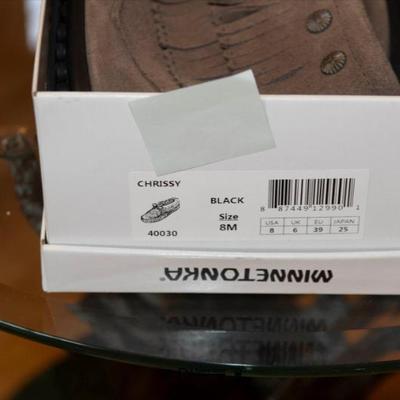 CHRISSY
40030
BLACK
Size
8M
8 87449 12990 1
USA UK EU JAPAN
8 6 39 25
MINNETONKA®